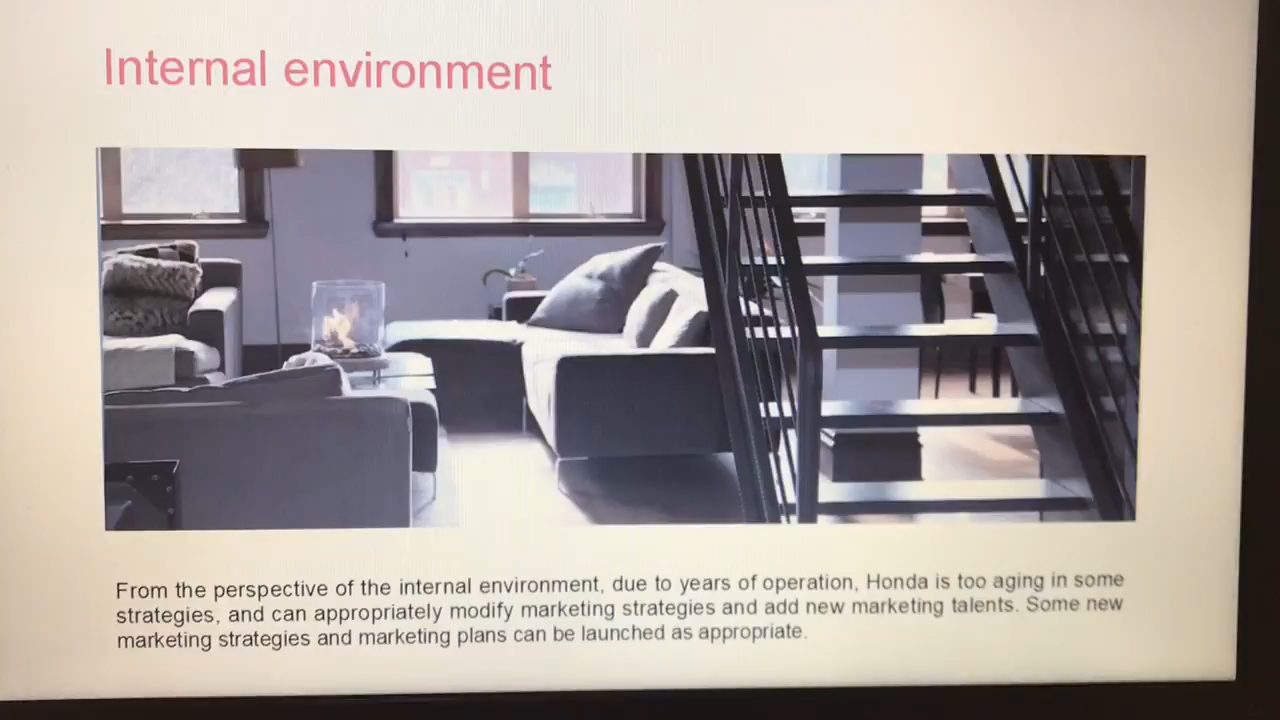 Internal environment
From the perspective of the internal environment, due to years of operation, Honda is too aging in some
strategies, and can appropriately modify marketing strategies and add new marketing talents. Some new
marketing strategies and marketing plans can be launched as appropriate.